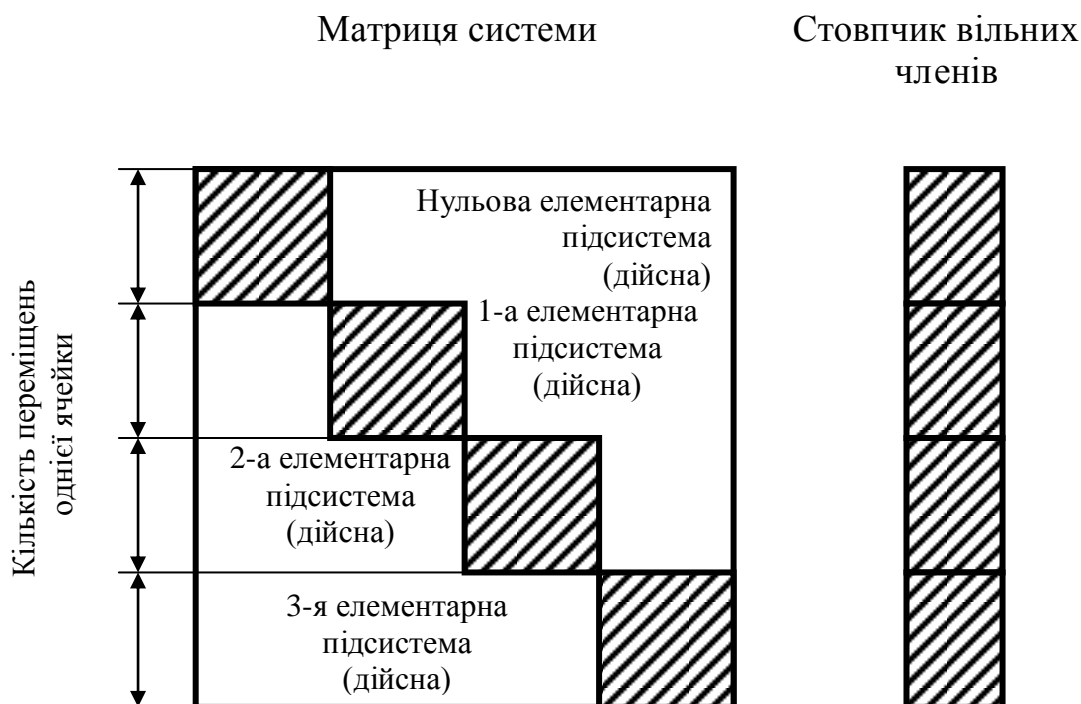 Матриця системи
Стовпчик вільних
членів
Нульова елементарна
підсистема
(дійсна)
1-а елементарна
підсистема
(дійсна)
2-а елементарна
підсистема
(дійсна)
3-я елементарна
підсистема
(дійсна)
Кількість переміщень
однієї ячейки